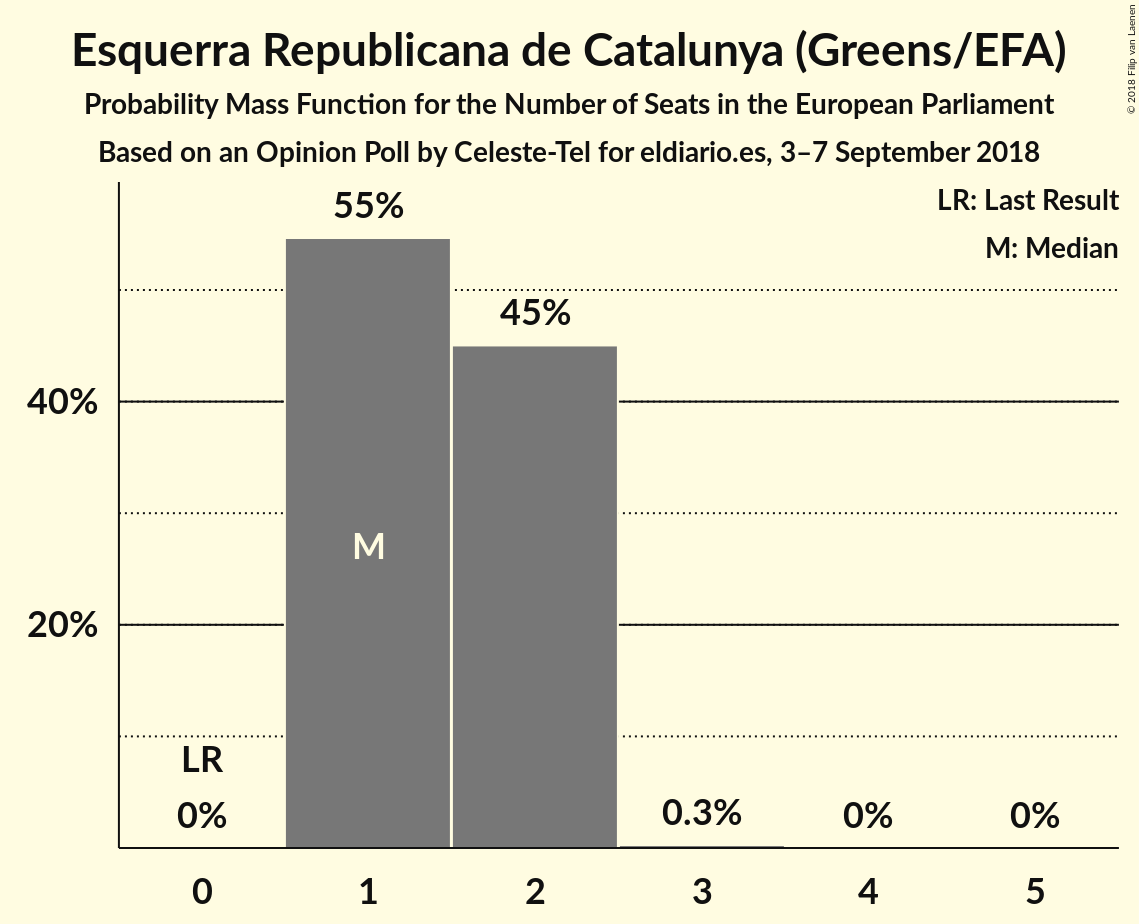 Esquerra Republicana de Catalunya (Greens/EFA)
Probability Mass Function for the Number of Seats in the European Parliament
Based on an Opinion Poll by Celeste-Tel for eldiario.es, 3–7 September 2018
© 2018 Filip van Laenen
LR: Last Result
M: Median
55%
45%
40%
M
20%
LR
0%
0.3%
0%
0%
0
1
2
3
4
5